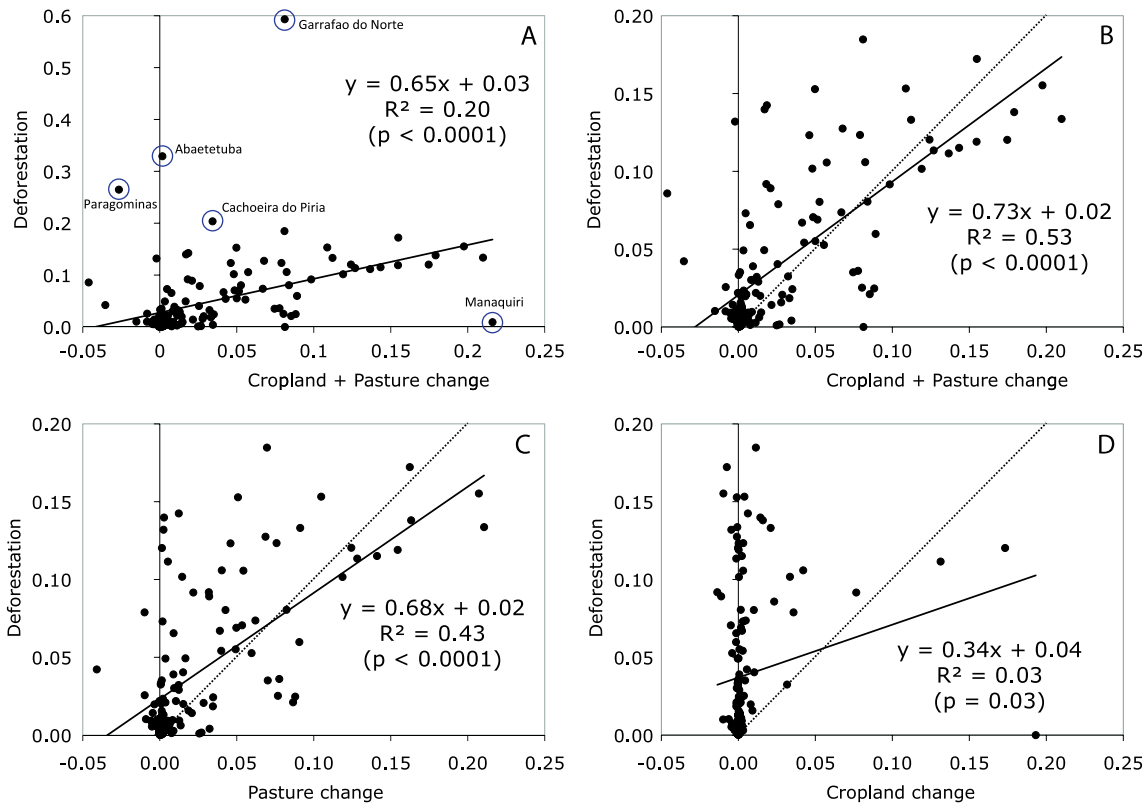 A
0.6
0.5
0.4
0.3
0.2
0.1
0.0
Deforestation
Garrafao do Norte
y = 0.65x + 0.03
R² = 0.20
(p < 0.0001)
Abaetetuba
Paragominas
Cachoeira do Piria
Manaquiri
-0.05 0 0.05 0.10 0.15 0.20 0.25
Cropland + Pasture change
B
0.20
0.15
0.10
0.05
0.00
Deforestation
y = 0.73x + 0.02
R² = 0.53
(p < 0.0001)
-0.05 0.00 0.05 0.10 0.15 0.20 0.25
Cropland + Pasture change
C
0.20
0.15
0.10
0.05
0.00
Deforestation
y = 0.68x + 0.02
R² = 0.43
(p < 0.0001)
-0.05 0.00 0.05 0.10 0.15 0.20 0.25
Pasture change
D
0.20
0.15
0.10
0.05
0.00
Deforestation
y = 0.34x + 0.04
R² = 0.03
(p = 0.03)
-0.05 0.00 0.05 0.10 0.15 0.20 0.25
Cropland change